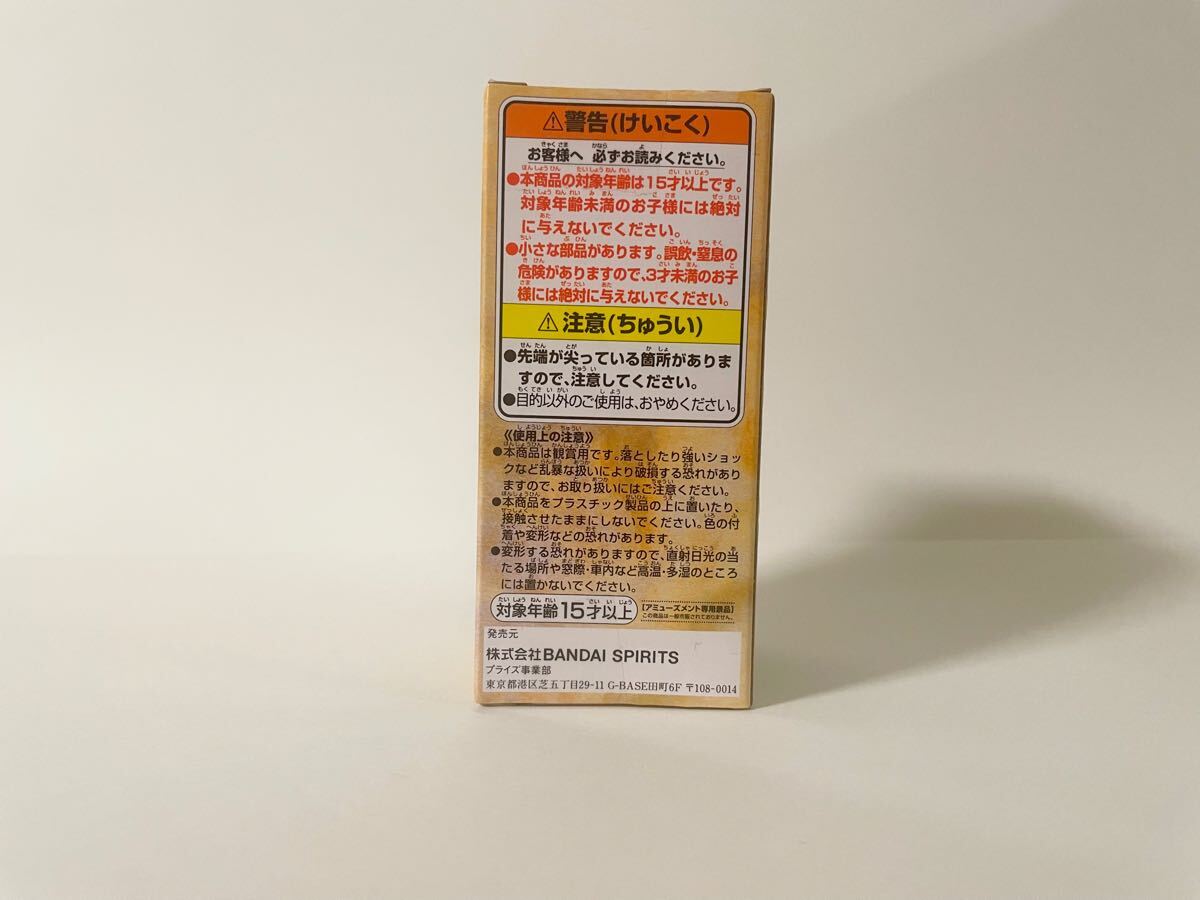 ⚠警告(けいこく)
お客様へ 必ずお読みください。
●本商品の対象年齢は15才以上です。
対象年齢未満のお子様には絶対
に与えないでください。
●小さな部品があります。誤飲・窒息の
危険がありますので、3才未満のお子
様には絶対に与えないでください。
⚠注意(ちゅうい)
●先端が尖っている箇所がありま
すので、注意してください。
●目的以外のご使用は、おやめください。
《使用上の注意》
●本商品は観賞用です。落としたり強いショッ
クなど乱暴な扱いにより破損する恐れがあり
ますので、お取り扱いにはご注意ください。
●本商品をプラスチック製品の上に置いたり、
接触させたままにしないでください。色の付
着や変形などの恐れがあります。
●変形する恐れがありますので、直射日光の当
たる場所や窓際・車内など高温・多湿のところ
には置かないでください。
対象年齢15才以上
【アミューズメント専用景品】
この商品は一般市販されておりません。
発売元
株式会社BANDAI SPIRITS
プライズ事業部
東京都港区芝五丁目29-11 G-BASE田町6F 〒108-0014